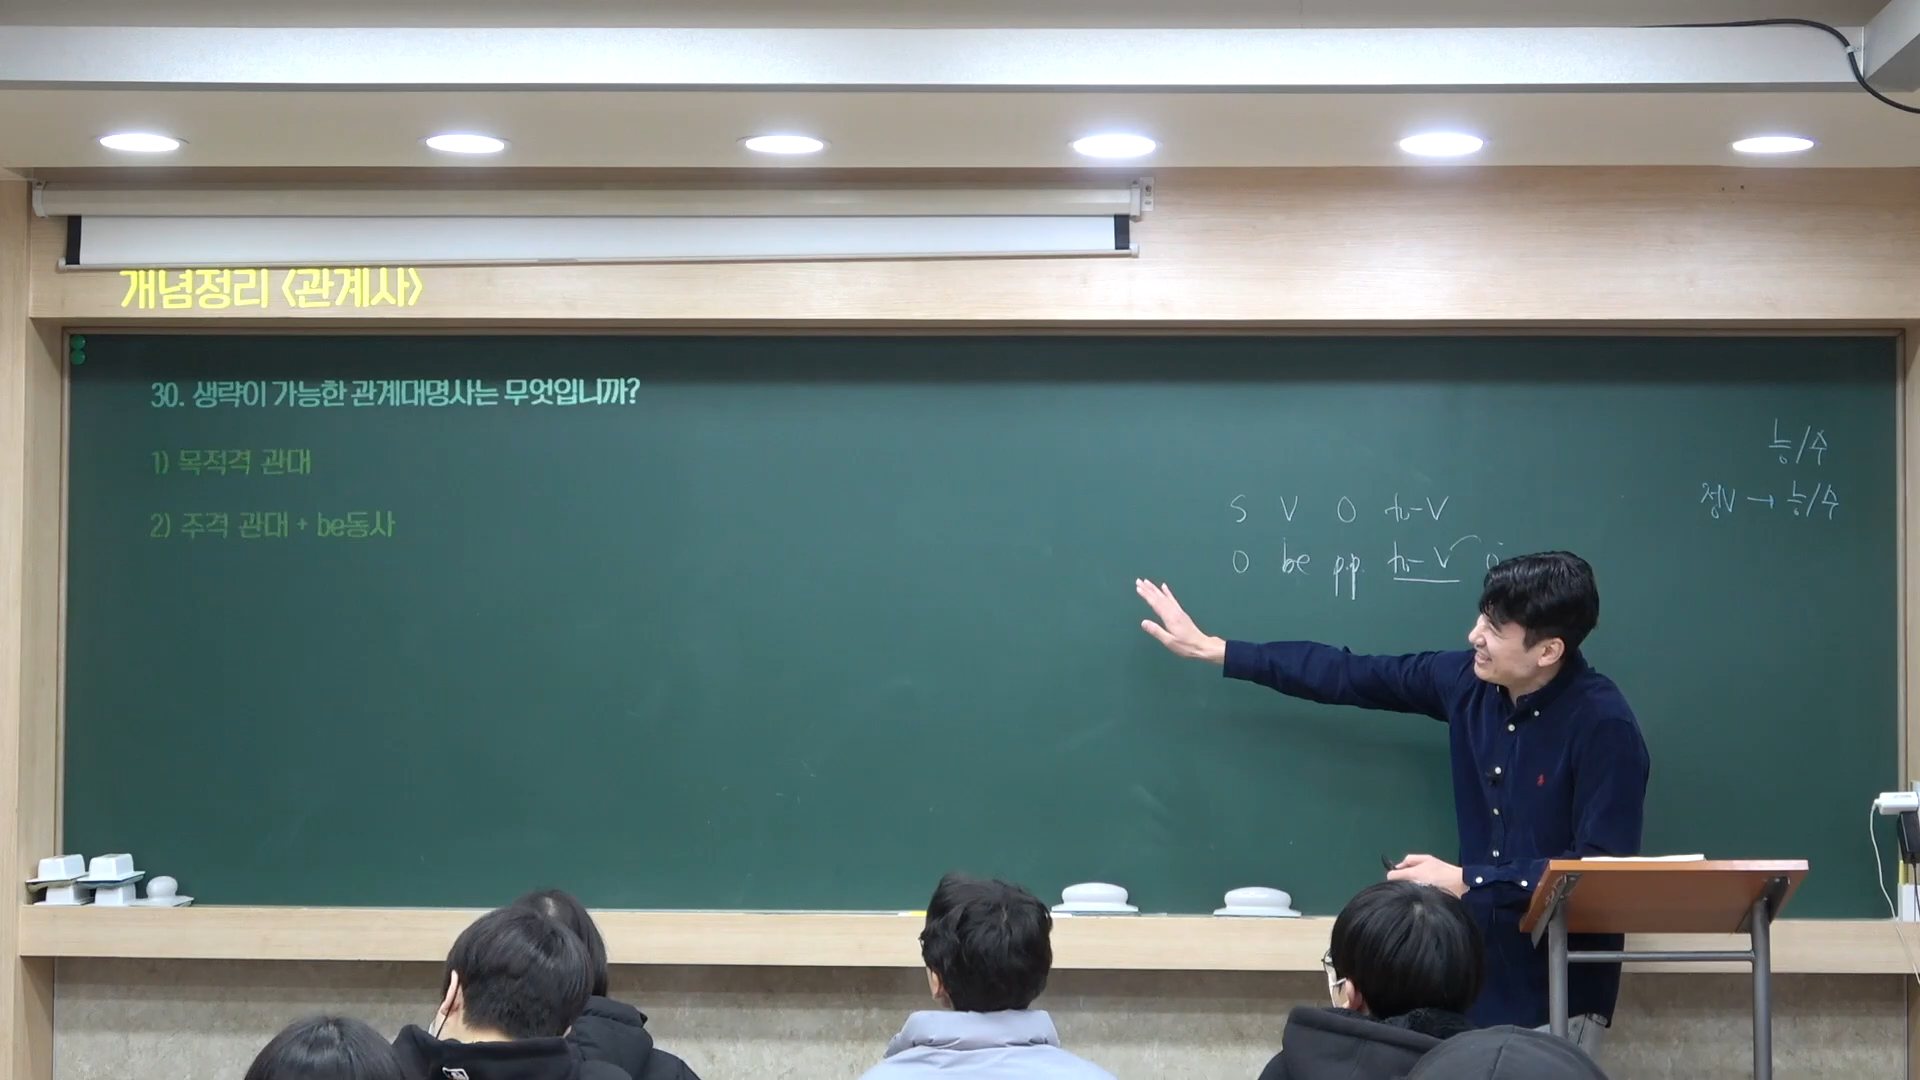 개념정리 <관계사>
30. 생략이 가능한 관계대명사는 무엇입니까?
1) 목적격 관대
2) 주격 관대 + be동사
S V O to-V
O be p.p. to-V
능/수
정V → 능/수